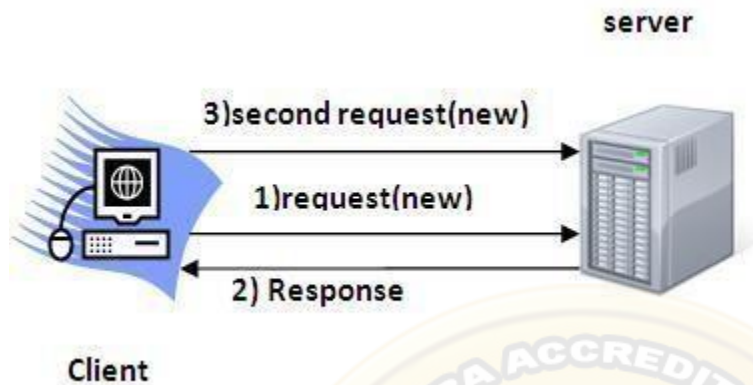 server
3)second request(new)
1)request(new)
2) Response
Client